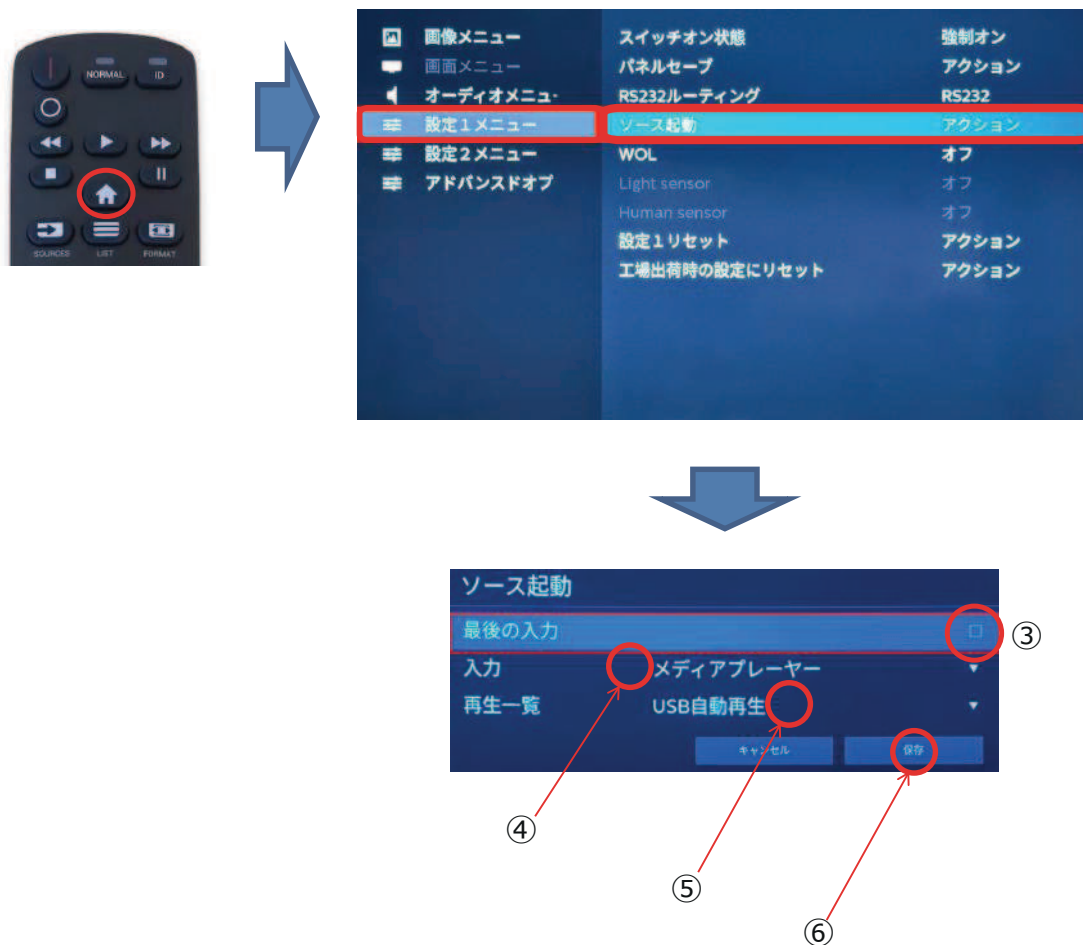 NORMAL
ID
SOURCES
LIST
FORMAT
画像メニュー
スイッチオン状態
強制オン
画面メニュー
パネルセーブ
アクション
オーディオメニュ・
RS232ルーティング
RS232
設定1メニュー
ソース起動
アクション
設定2メニュー
WOL
オフ
アドバンスドオプ
Light sensor
オフ
Human sensor
オフ
設定1リセット
アクション
工場出荷時の設定にリセット
アクション
ソース起動
最後の入力
③
入力
メディアプレーヤー
再生一覧
USB自動再生
キャンセル
保存
④
⑤
⑥